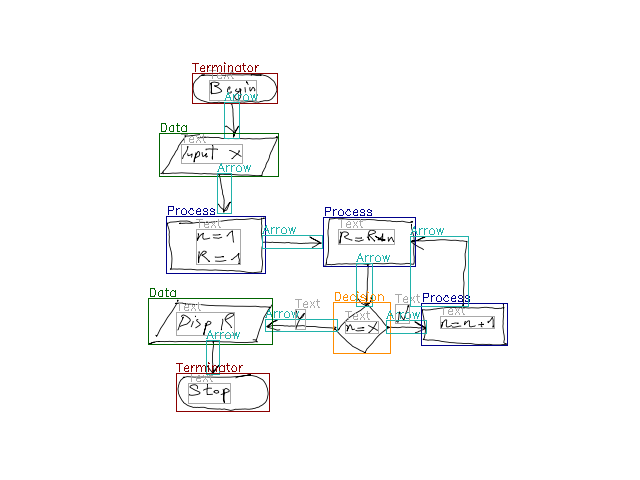 Terminator
Text
Begin
Arrow
Data
Text
Input x
Arrow
Process
Text
n=1
R=1
Arrow
Process
Text
R=R*n
Arrow
Arrow
Data
Text
Disp R
Arrow
Text
Arrow
Decision
Text
n=x
Text
Arrow
Process
Text
n=n+1
Terminator
Text
Stop